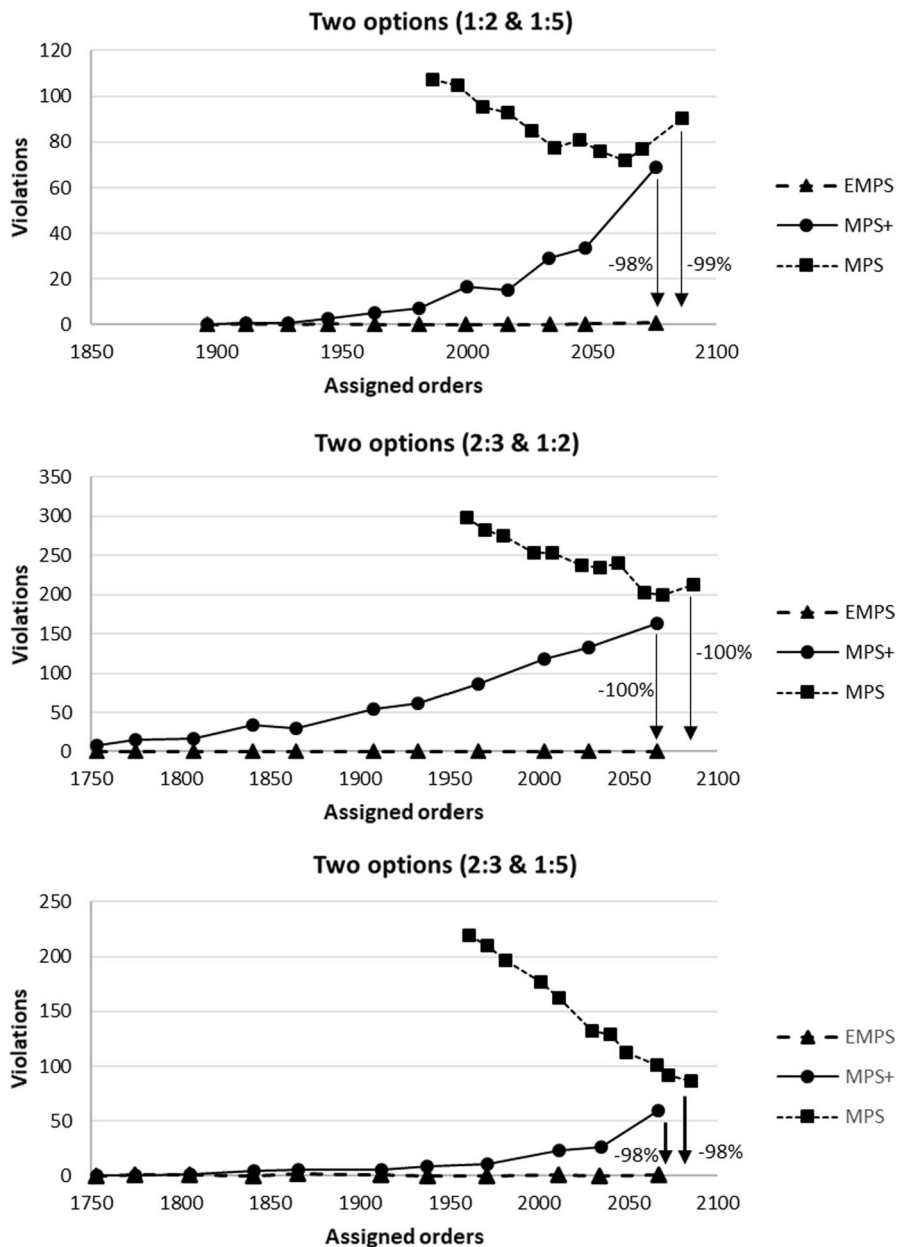 Two options (1:2 & 1:5)
120
100
80
60
40
20
0
Violations
1850 1900 1950 2000 2050 2100
Assigned orders
-98%
-99%
EMPS
MPS+
MPS
Two options (2:3 & 1:2)
350
300
250
200
150
100
50
0
Violations
1750 1800 1850 1900 1950 2000 2050 2100
Assigned orders
-100%
-100%
EMPS
MPS+
MPS
Two options (2:3 & 1:5)
250
200
150
100
50
0
Violations
1750 1800 1850 1900 1950 2000 2050 2100
Assigned orders
-98%
-98%
EMPS
MPS+
MPS